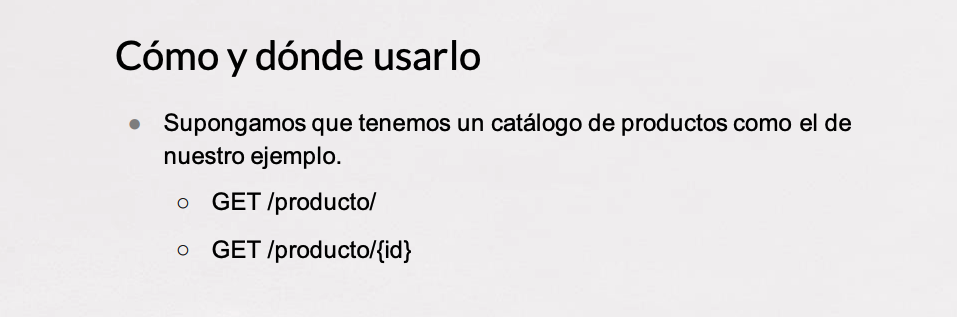 Cómo y dónde usarlo
● Supongamos que tenemos un catálogo de productos como el de
nuestro ejemplo.
○ GET /producto/
○ GET /producto/{id}